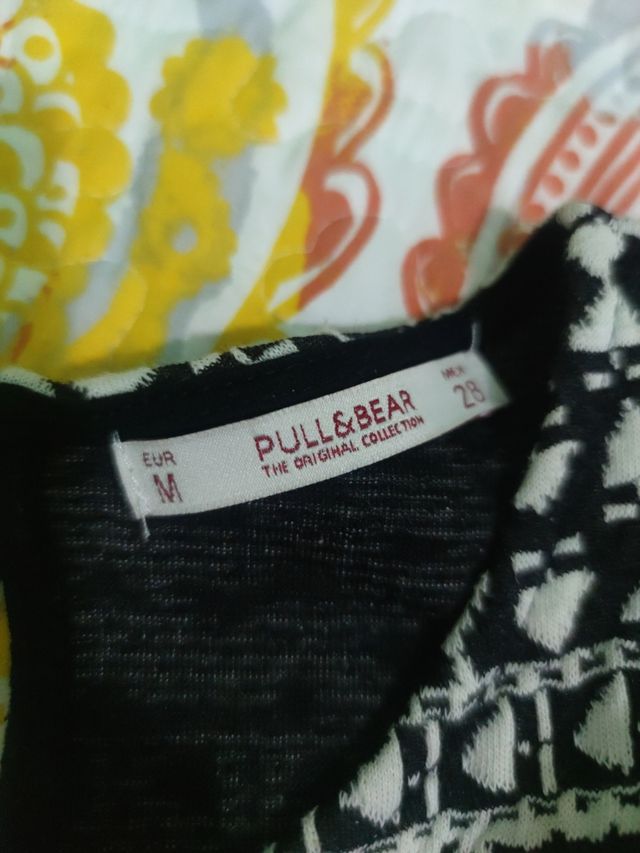 EUR
M
PULL&BEAR
THE ORIGINAL COLLECTION
MEX
28